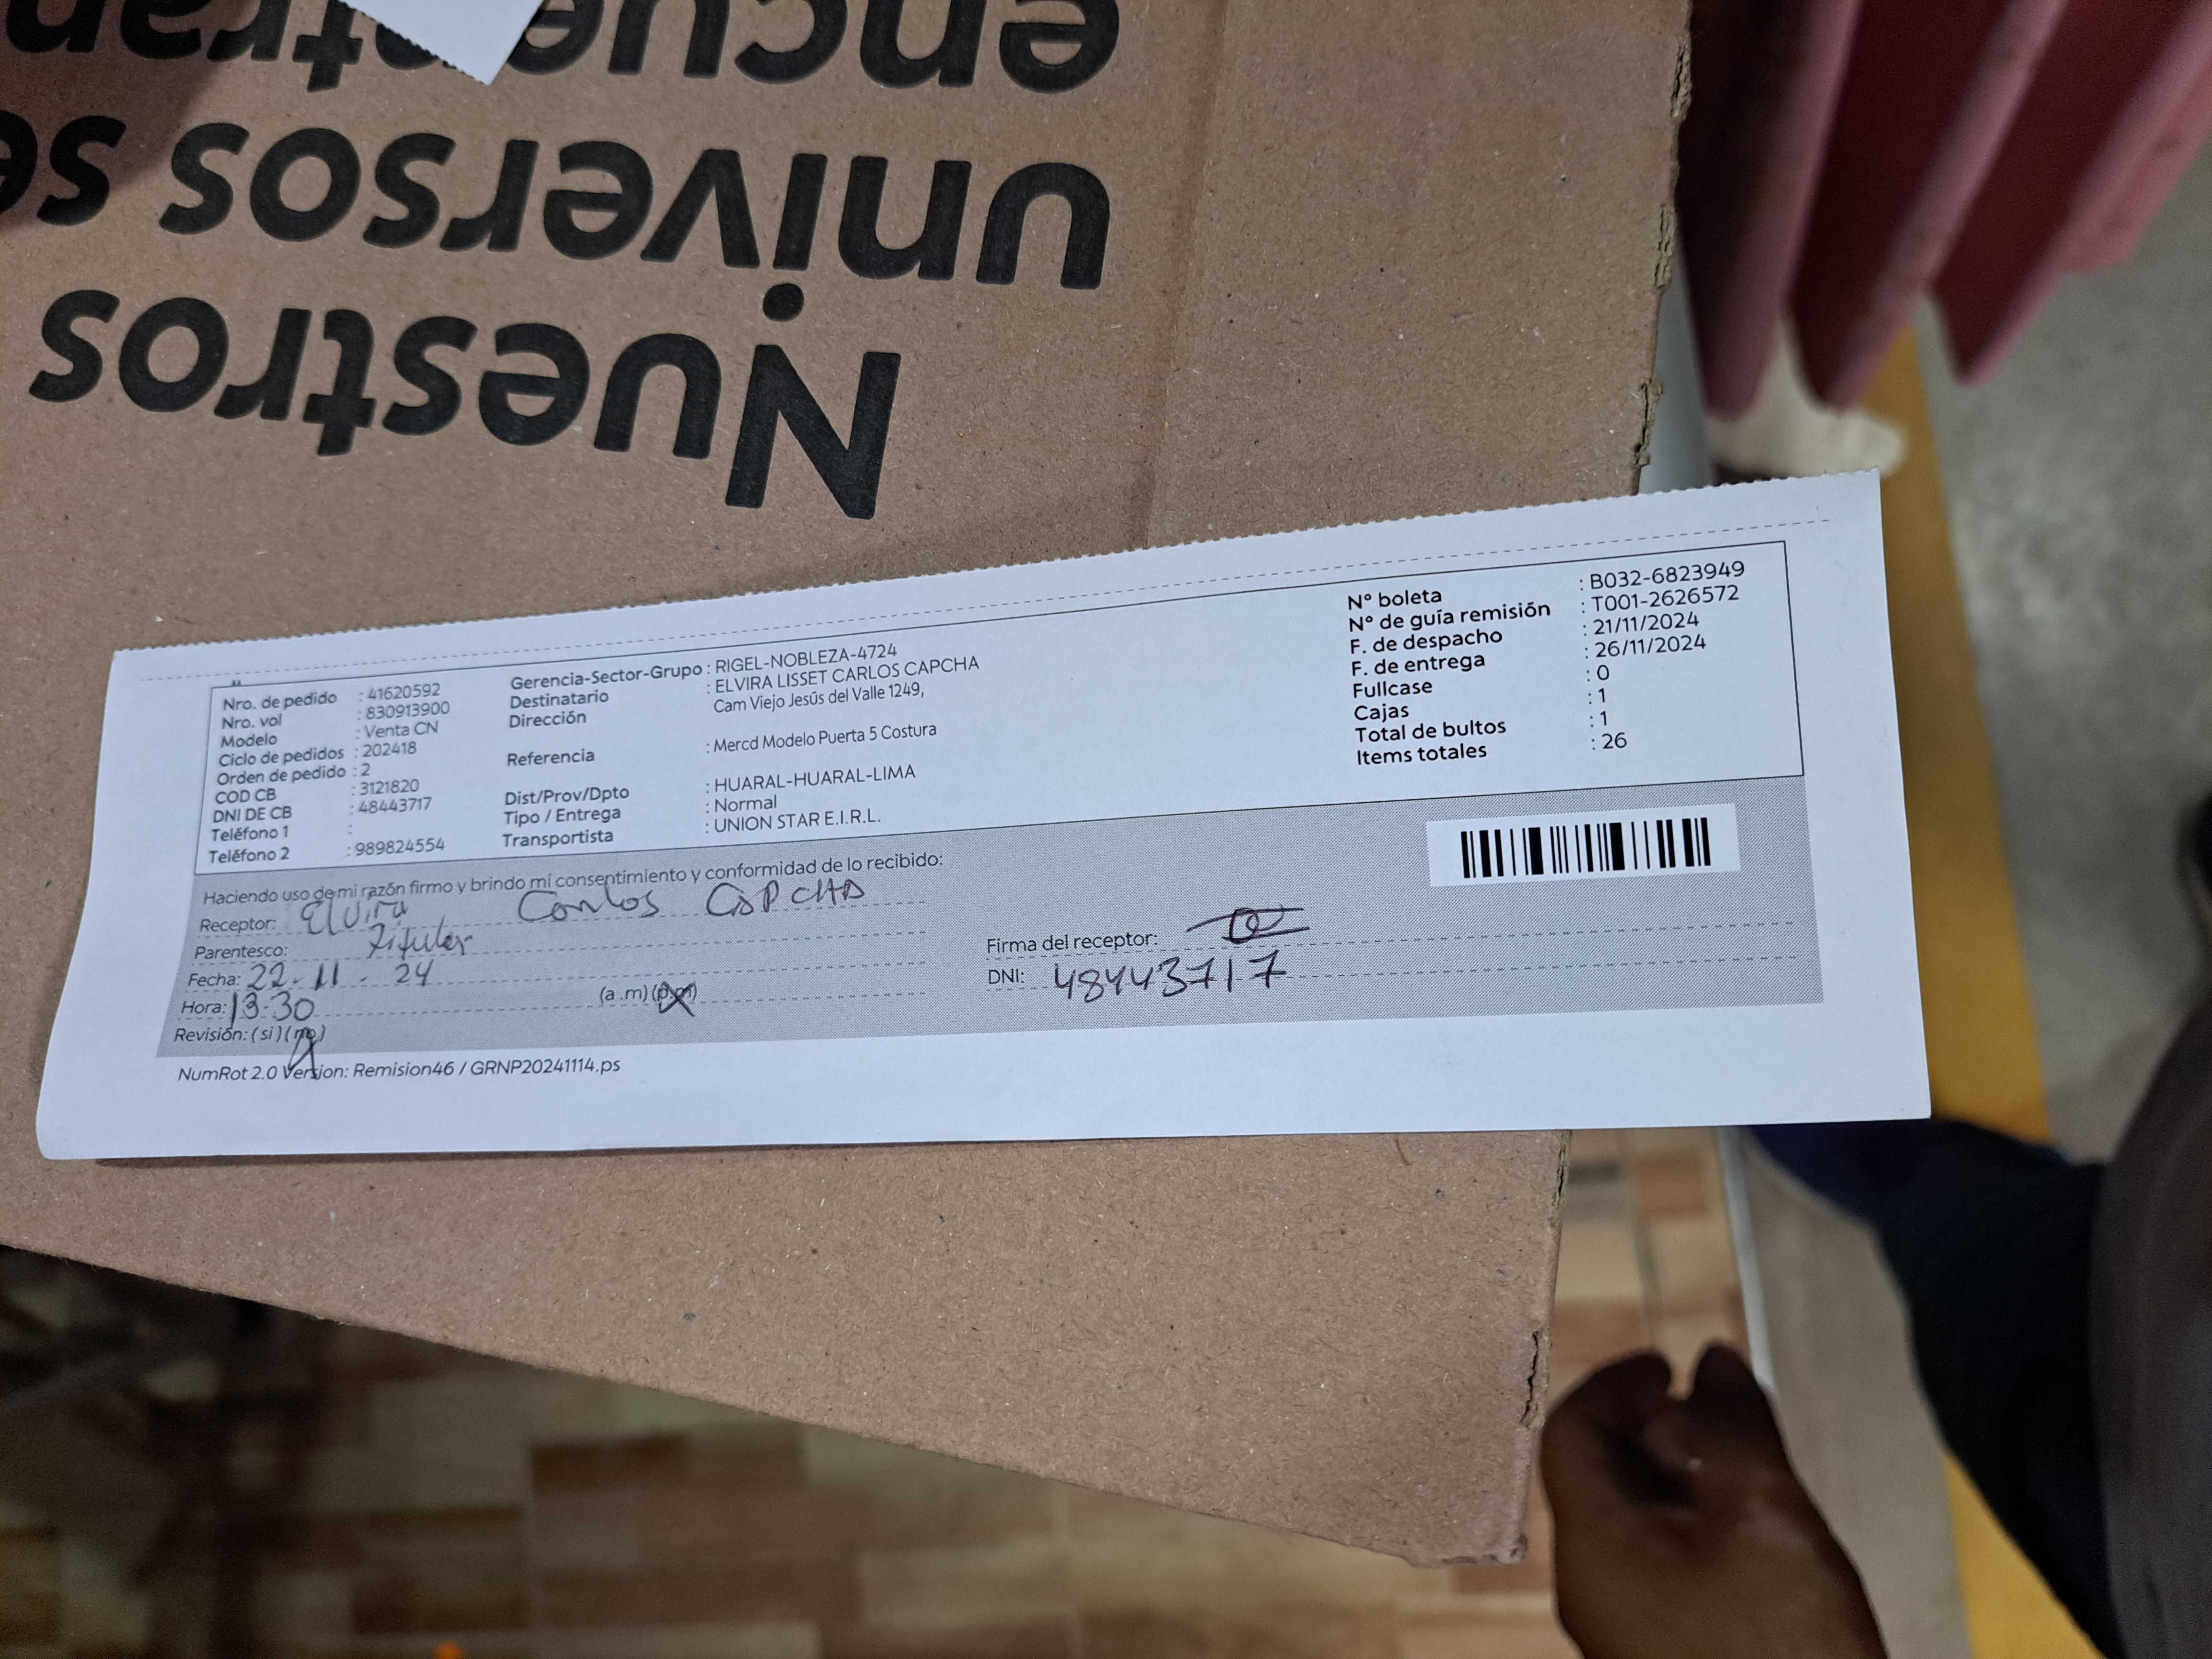 Nuestros
universos se
encuentran
Nro. de pedido : 41620592
Nro. vol : 830913900
Modelo : Venta CN
Ciclo de pedidos : 202418
Orden de pedido : 2
COD CB : 3121820
DNI DE CB : 48443717
Teléfono 1 :
Teléfono 2 : 989824554
Gerencia-Sector-Grupo : RIGEL-NOBLEZA-4724
Destinatario : ELVIRA LISSET CARLOS CAPCHA
Dirección Cam Viejo Jesús del Valle 1249,
Referencia : Mercd Modelo Puerta 5 Costura
Dist/Prov/Dpto : HUARAL-HUARAL-LIMA
Tipo / Entrega : Normal
Transportista : UNION STAR E.I.R.L.
N° boleta : B032-6823949
N° de guía remisión : T001-2626572
F. de despacho : 21/11/2024
F. de entrega : 26/11/2024
Fullcase : 0
Cajas : 1
Total de bultos : 1
Items totales : 26
Haciendo uso de mi razón firmo y brindo mi consentimiento y conformidad de lo recibido:
Receptor: Elvira Carlos CAPCHA
Parentesco: Titular
Fecha: 22-11-24
Hora: 13:30 (a .m) (p.m)
Revisión: (si) (no)
Firma del receptor:
DNI: 48443717
NumRot 2.0 Version: Remision46 / GRNP20241114.ps